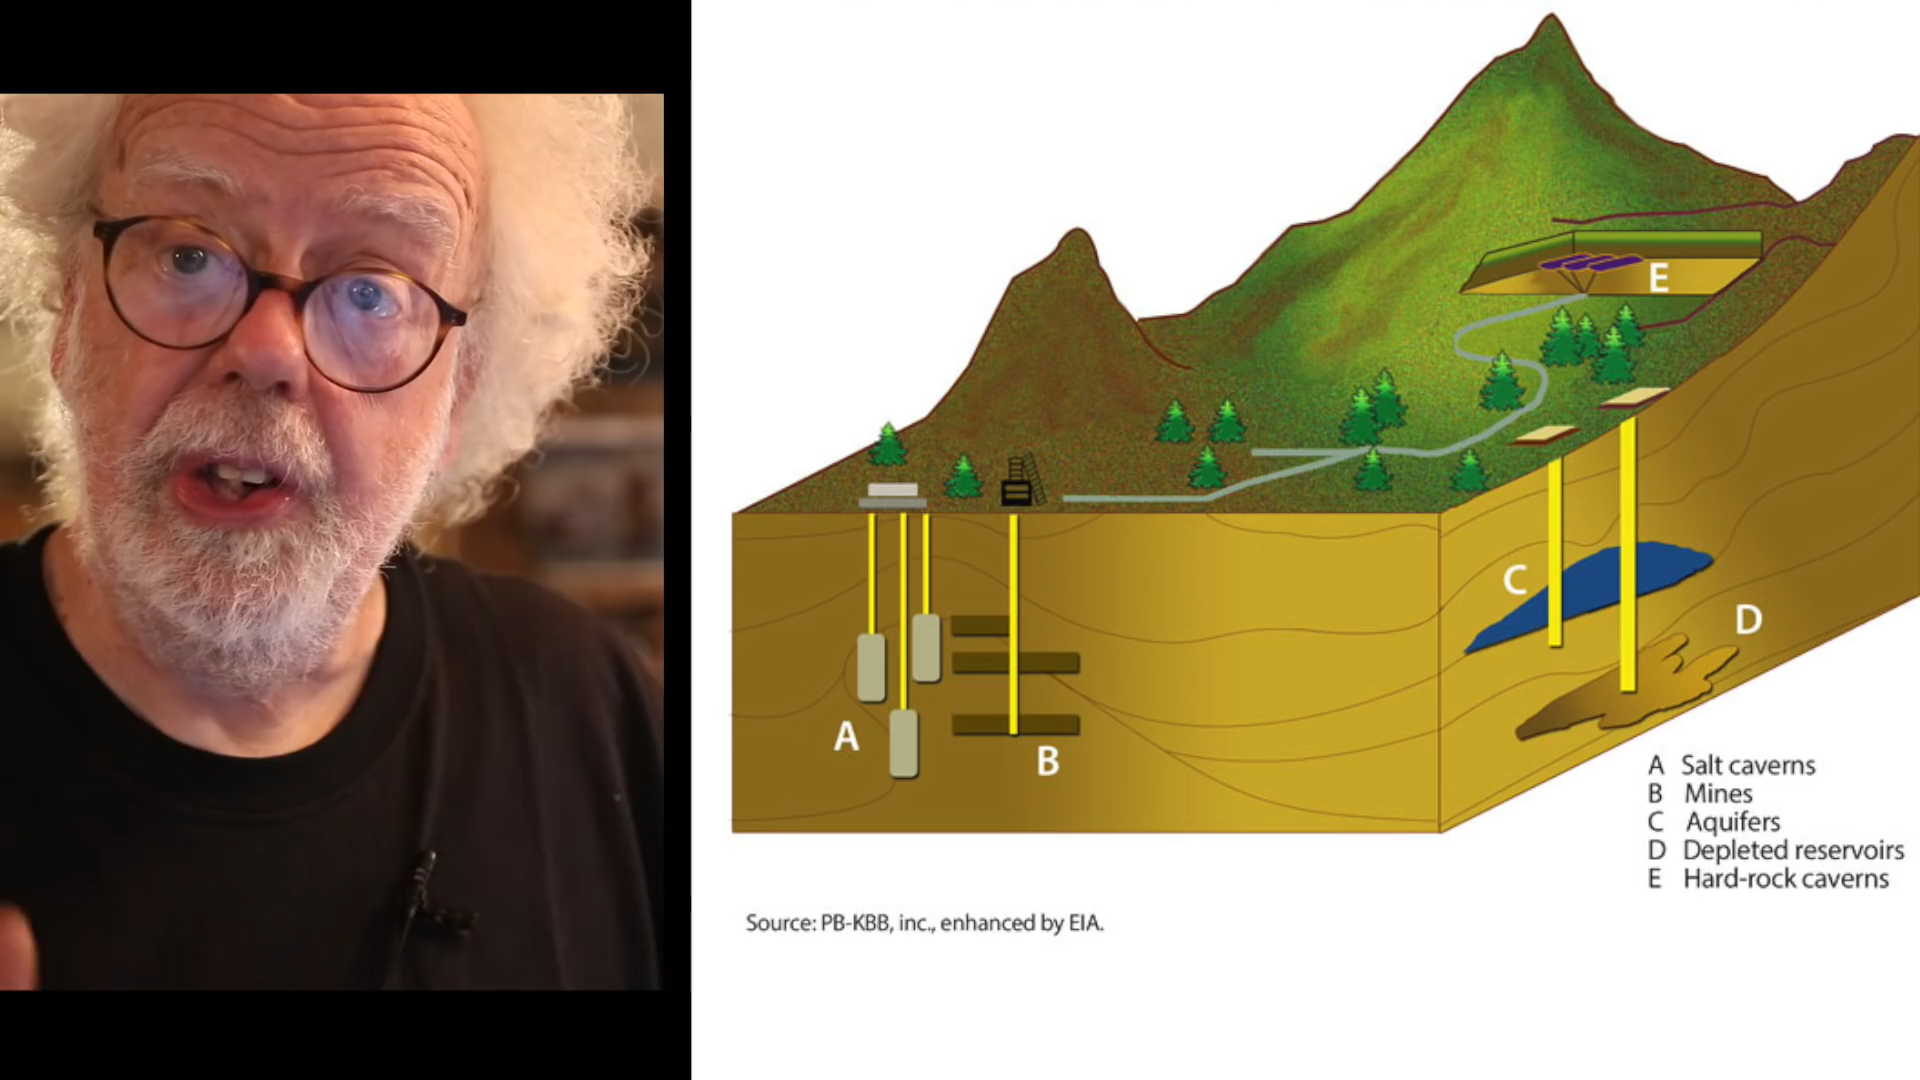 E
C
D
A
B
A Salt caverns
B Mines
C Aquifers
D Depleted reservoirs
E Hard-rock caverns
Source: PB-KBB, inc., enhanced by EIA.